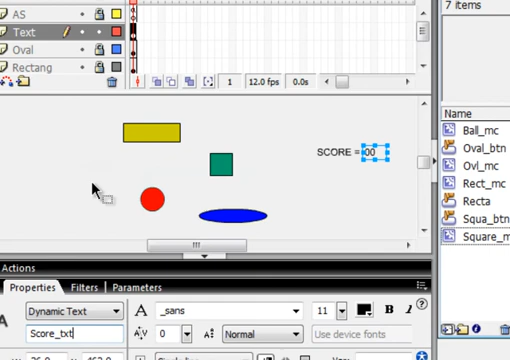 7 items
AS
Text
Oval
Rectang
1 12.0 fps 0.0s
Name
Ball_mc
Oval_btn
Ovl_mc
Rect_mc
Recta
Squa_btn
Square_m
SCORE = 00
Actions
Properties Filters Parameters
Dynamic Text
A _sans 11 B I
Score_txt
A/V 0 Normal Use device fonts